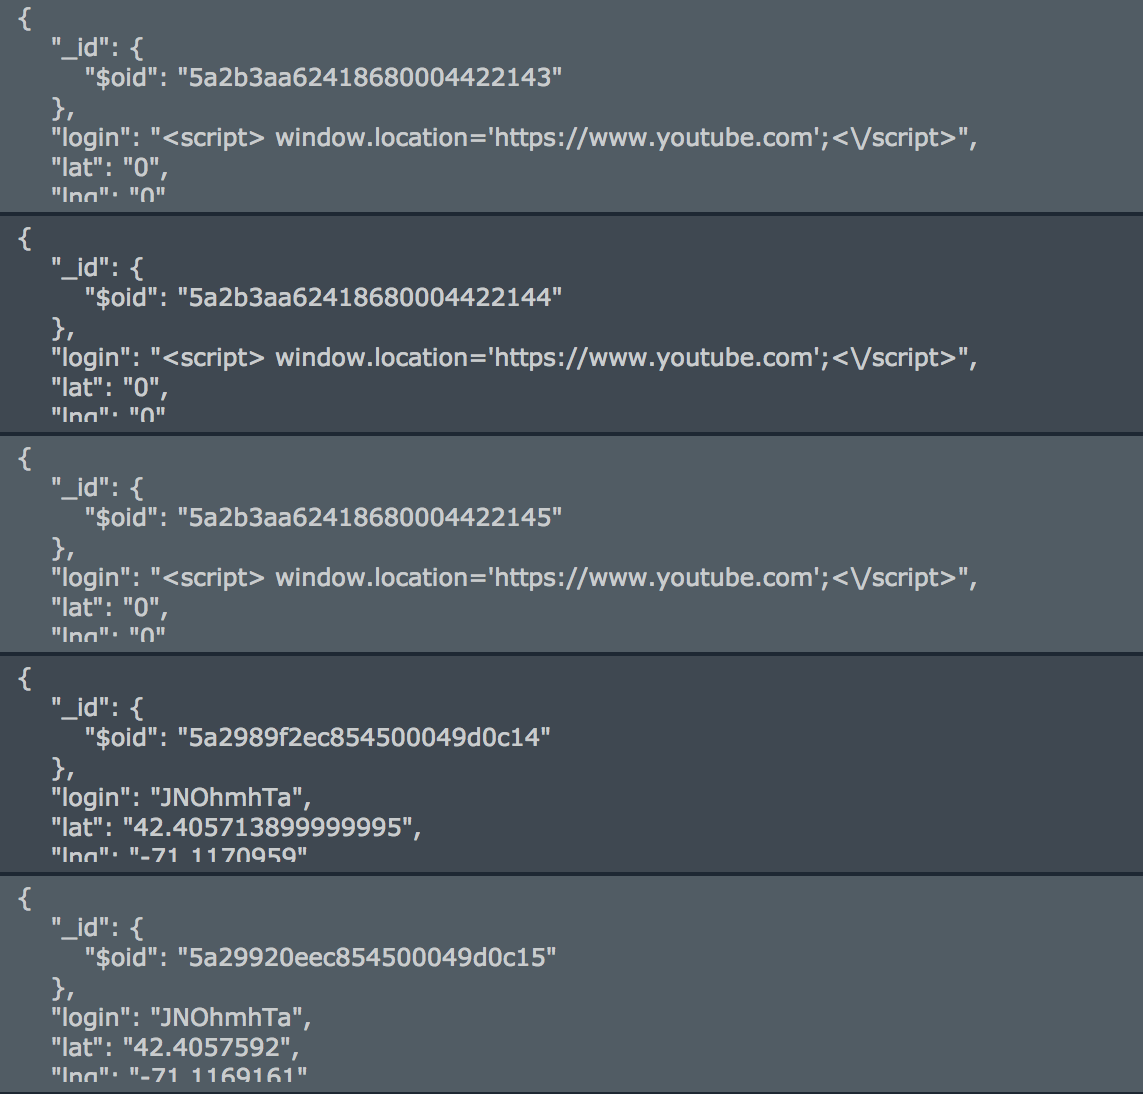 {
"_id": {
"$oid": "5a2b3aa62418680004422143"
},
"login": "<script> window.location='https://www.youtube.com';<\/script>",
"lat": "0",
"lng": "0"
{
"_id": {
"$oid": "5a2b3aa62418680004422144"
},
"login": "<script> window.location='https://www.youtube.com';<\/script>",
"lat": "0",
"lng": "0"
{
"_id": {
"$oid": "5a2b3aa62418680004422145"
},
"login": "<script> window.location='https://www.youtube.com';<\/script>",
"lat": "0",
"lng": "0"
{
"_id": {
"$oid": "5a2989f2ec854500049d0c14"
},
"login": "JNOhmhTa",
"lat": "42.405713899999995",
"lng": "-71.1170959"
{
"_id": {
"$oid": "5a29920eec854500049d0c15"
},
"login": "JNOhmhTa",
"lat": "42.4057592",
"lng": "-71.1169161"